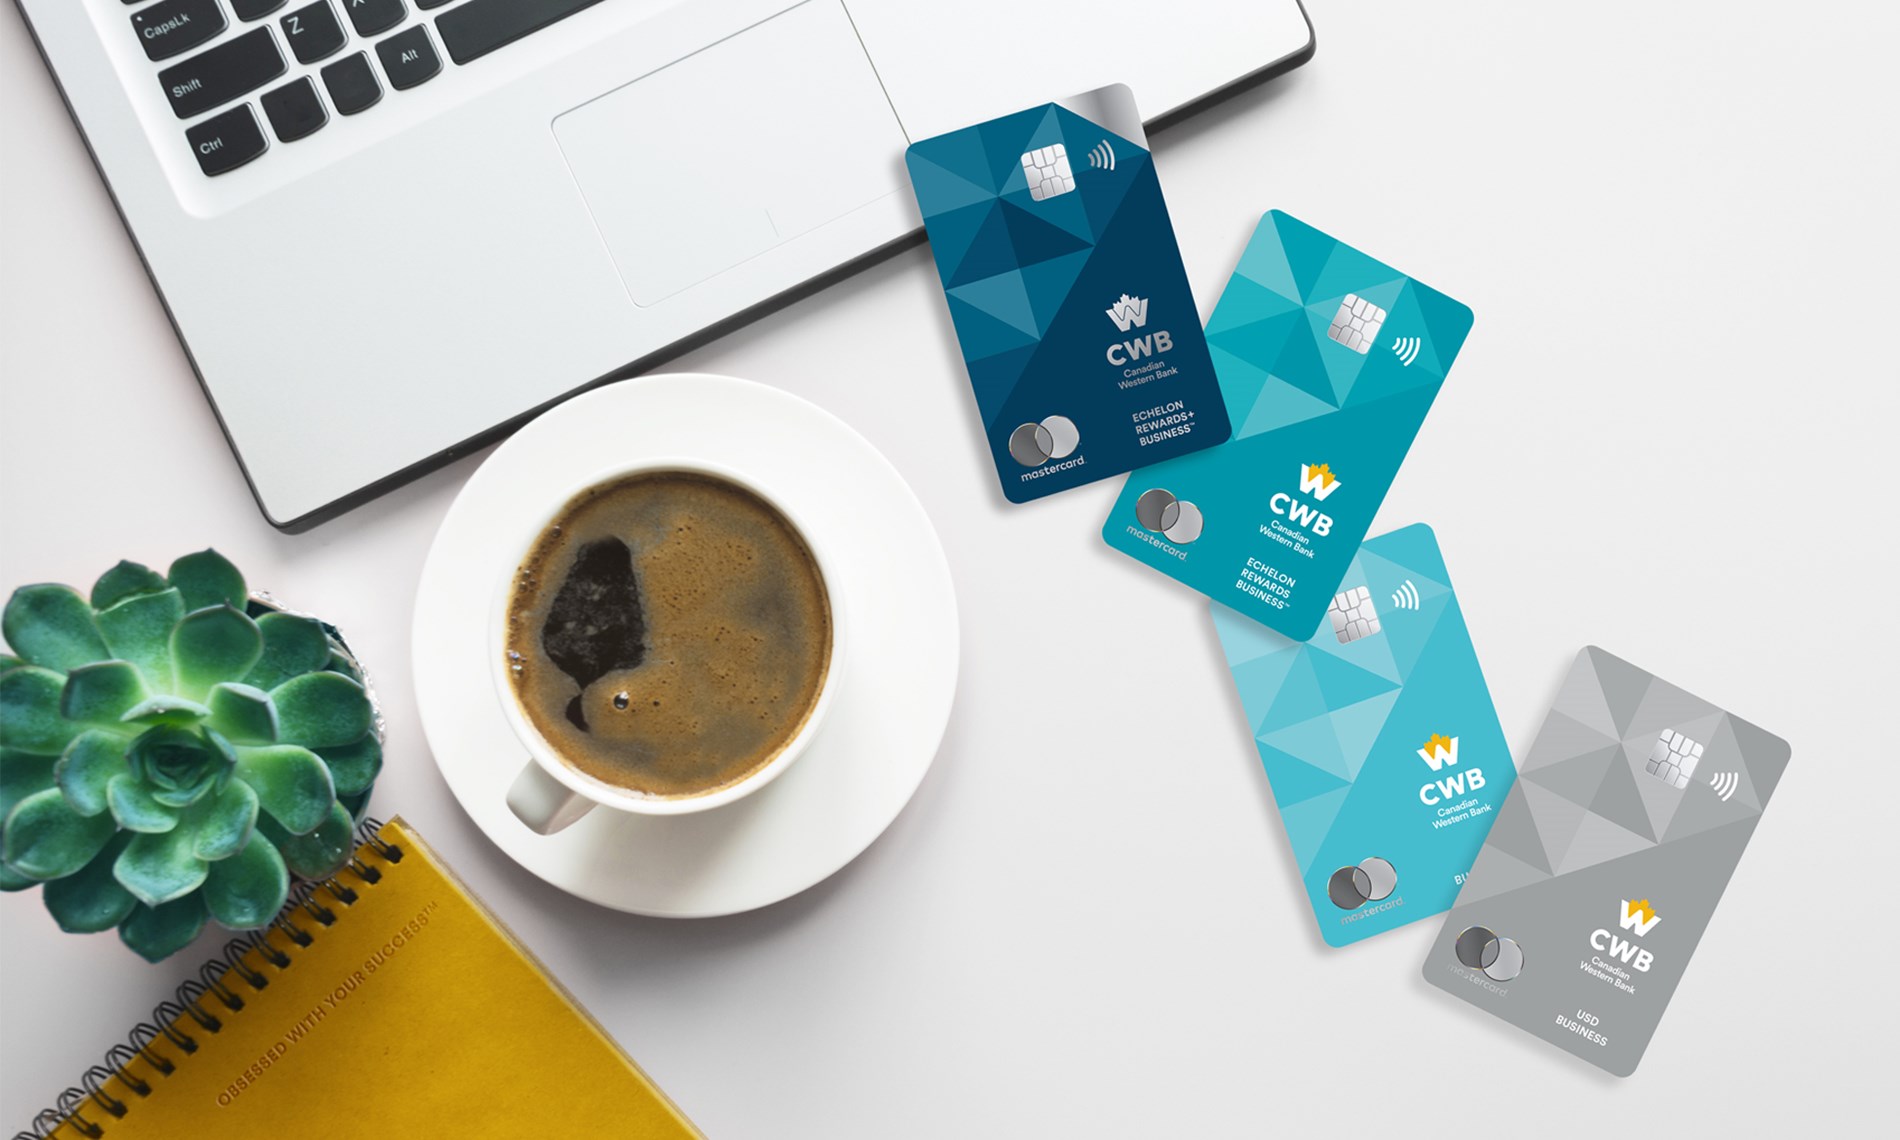 CapsLk
Z
X
Shift
Alt
Ctrl
CWB
Canadian
Western Bank
ECHELON
REWARDS+
BUSINESS™
mastercard.
CWB
Canadian
Western Bank
ECHELON
REWARDS
BUSINESS™
mastercard.
CWB
Canadian
Western Bank
BU
mastercard.
CWB
Canadian
Western Bank
USD
BUSINESS
mastercard.
OBSESSED WITH YOUR SUCCESS™